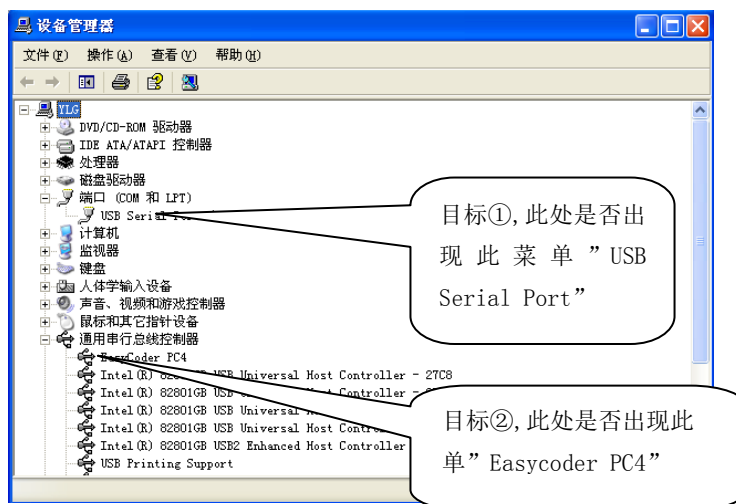 设备管理器
文件(F) 操作(A) 查看(V) 帮助(H)
YLG
DVD/CD-ROM 驱动器
IDE ATA/ATAPI 控制器
处理器
磁盘驱动器
端口 (COM 和 LPT)
USB Serial
计算机
监视器
键盘
人体学输入设备
声音、视频和游戏控制器
鼠标和其它指针设备
通用串行总线控制器
EasyCoder PC4
Intel(R) 82801GB USB Universal Host Controller - 27C8
Intel(R) 82801GB USB Universal Host Controller -
Intel(R) 82801GB USB Universal
Intel(R) 82801GB USB Universal Host
Intel(R) 82801GB USB2 Enhanced Host Controller
USB Printing Support
目标①,此处是否出
现此菜单”USB
Serial Port”
目标②,此处是否出现此
单”Easycoder PC4”